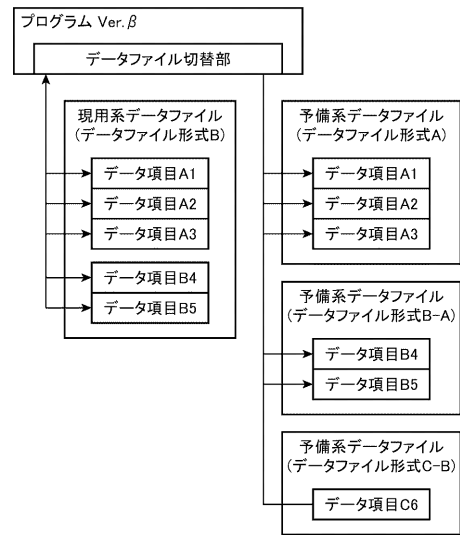 プログラム Ver.β
データファイル切替部
現用系データファイル
(データファイル形式B)
データ項目A1
データ項目A2
データ項目A3
データ項目B4
データ項目B5
予備系データファイル
(データファイル形式A)
データ項目A1
データ項目A2
データ項目A3
予備系データファイル
(データファイル形式B-A)
データ項目B4
データ項目B5
予備系データファイル
(データファイル形式C-B)
データ項目C6